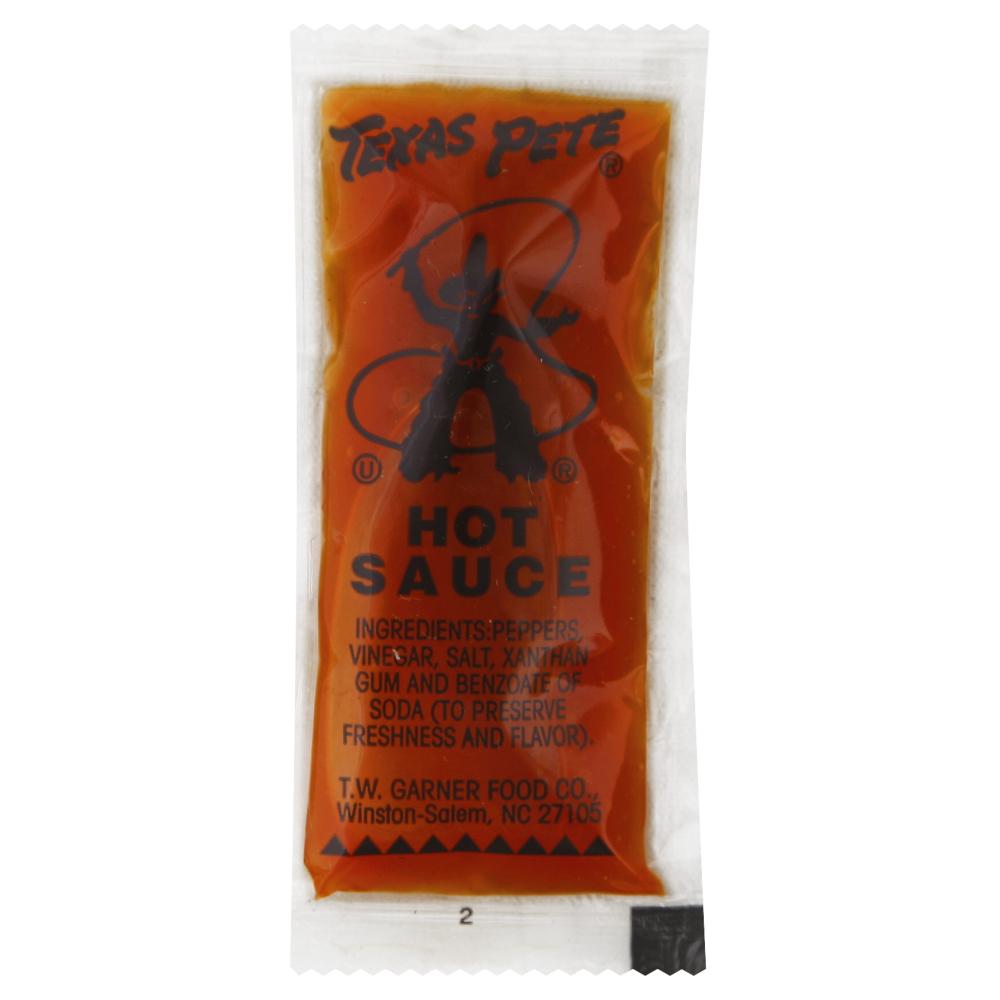 TEXAS PETE
®
Ⓤ ®
HOT
SAUCE
INGREDIENTS:PEPPERS,
VINEGAR, SALT, XANTHAN
GUM AND BENZOATE OF
SODA (TO PRESERVE
FRESHNESS AND FLAVOR).
T.W. GARNER FOOD CO.,
Winston-Salem, NC 27105
2